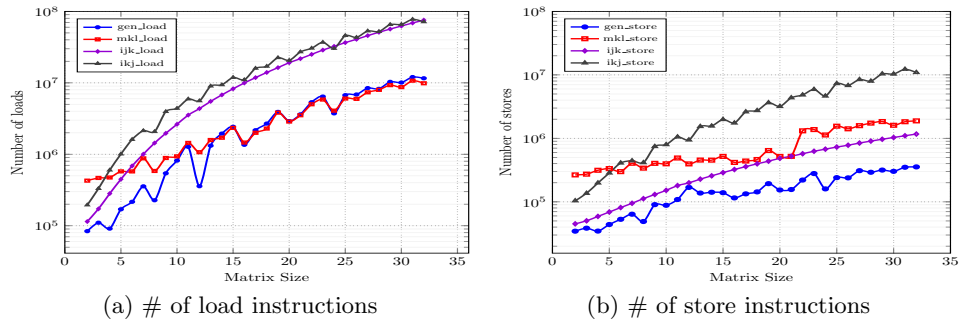 10^8
10^7
10^6
10^5
Number of loads
gen_load
mkl_load
ijk_load
ikj_load
0 5 10 15 20 25 30 35
Matrix Size
(a) # of load instructions
10^8
10^7
10^6
10^5
Number of stores
gen_store
mkl_store
ijk_store
ikj_store
0 5 10 15 20 25 30 35
Matrix Size
(b) # of store instructions